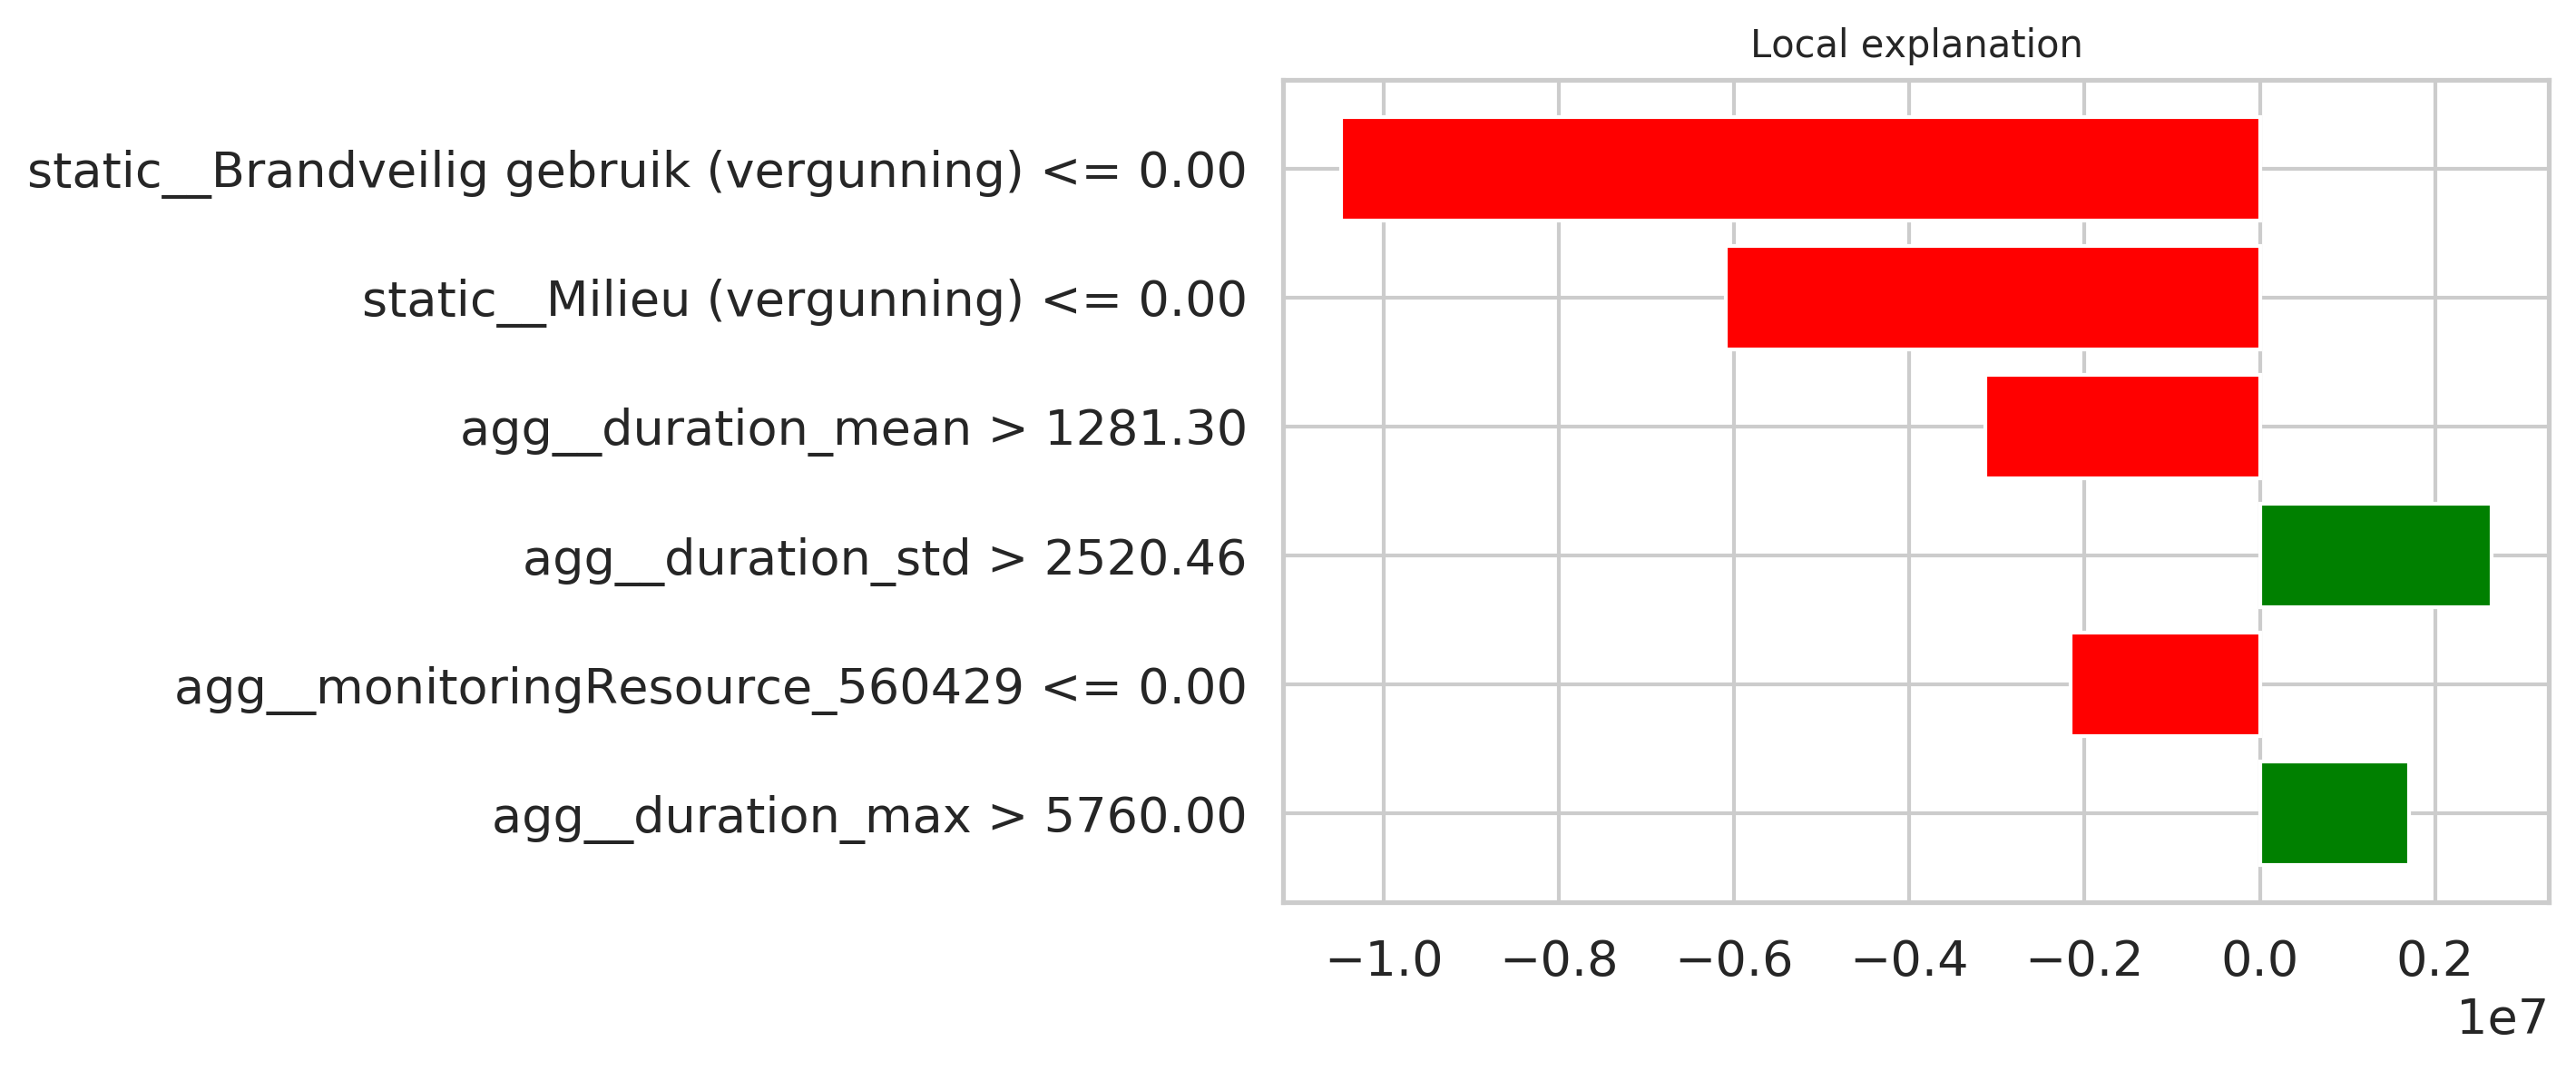 Local explanation
static__Brandveilig gebruik (vergunning) <= 0.00
static__Milieu (vergunning) <= 0.00
agg__duration_mean > 1281.30
agg__duration_std > 2520.46
agg__monitoringResource_560429 <= 0.00
agg__duration_max > 5760.00
−1.0 −0.8 −0.6 −0.4 −0.2 0.0 0.2
1e7